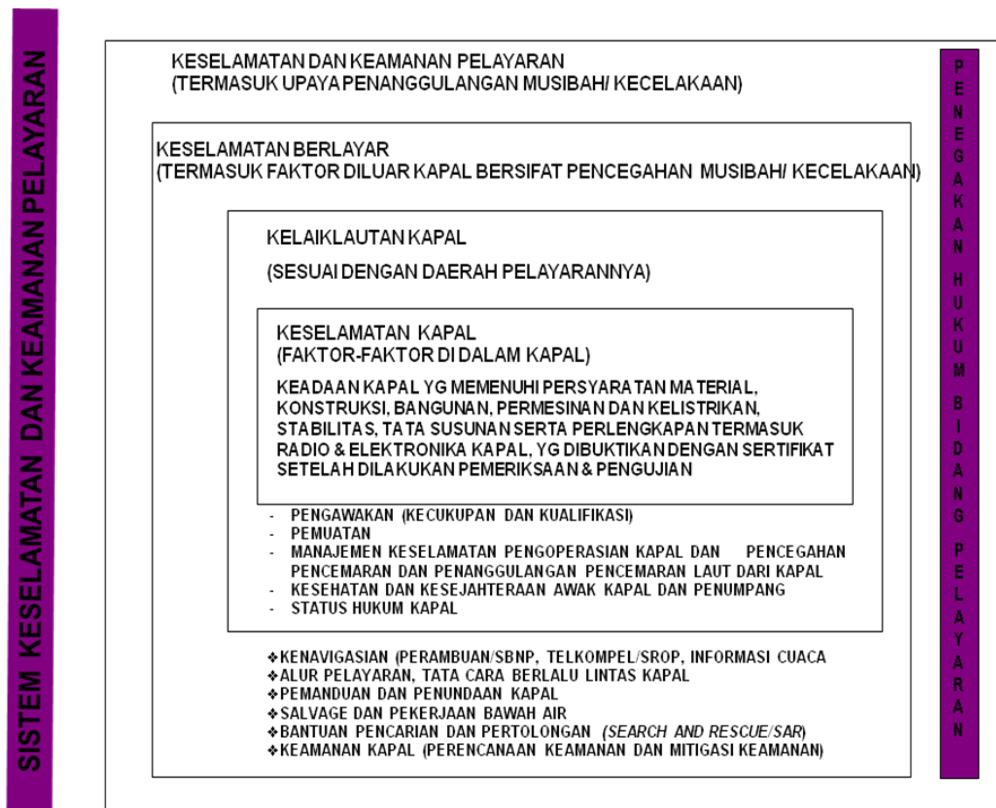 SISTEM KESELAMATAN DAN KEAMANAN PELAYARAN
KESELAMATAN DAN KEAMANAN PELAYARAN
(TERMASUK UPAYA PENANGGULANGAN MUSIBAH/ KECELAKAAN)
KESELAMATAN BERLAYAR
(TERMASUK FAKTOR DILUAR KAPAL BERSIFAT PENCEGAHAN MUSIBAH/ KECELAKAAN)
KELAIKLAUTAN KAPAL
(SESUAI DENGAN DAERAH PELAYARANNYA)
KESELAMATAN KAPAL
(FAKTOR-FAKTOR DI DALAM KAPAL)
KEADAAN KAPAL YG MEMENUHI PERSYARATAN MATERIAL,
KONSTRUKSI, BANGUNAN, PERMESINAN DAN KELISTRIKAN,
STABILITAS, TATA SUSUNAN SERTA PERLENGKAPAN TERMASUK
RADIO & ELEKTRONIKA KAPAL, YG DIBUKTIKAN DENGAN SERTIFIKAT
SETELAH DILAKUKAN PEMERIKSAAN & PENGUJIAN
- PENGAWAKAN (KECUKUPAN DAN KUALIFIKASI)
- PEMUATAN
- MANAJEMEN KESELAMATAN PENGOPERASIAN KAPAL DAN PENCEGAHAN
PENCEMARAN DAN PENANGGULANGAN PENCEMARAN LAUT DARI KAPAL
- KESEHATAN DAN KESEJAHTERAAN AWAK KAPAL DAN PENUMPANG
- STATUS HUKUM KAPAL
❖KENAVIGASIAN (PERAMBUAN/SBNP, TELKOMPEL/SROP, INFORMASI CUACA
❖ALUR PELAYARAN, TATA CARA BERLALU LINTAS KAPAL
❖PEMANDUAN DAN PENUNDAAN KAPAL
❖SALVAGE DAN PEKERJAAN BAWAH AIR
❖BANTUAN PENCARIAN DAN PERTOLONGAN (SEARCH AND RESCUE/SAR)
❖KEAMANAN KAPAL (PERENCANAAN KEAMANAN DAN MITIGASI KEAMANAN)
PENEGAKAN HUKUM BIDANG PELAYARAN